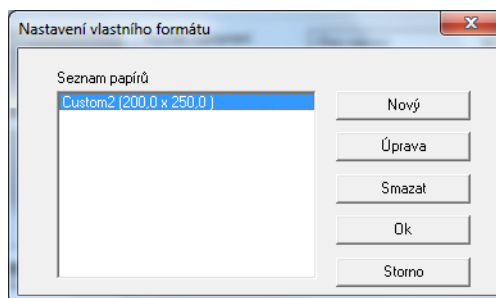 Nastavení vlastního formátu
Seznam papírů
Custom2 (200,0 x 250,0 )
Nový
Úprava
Smazat
Ok
Storno